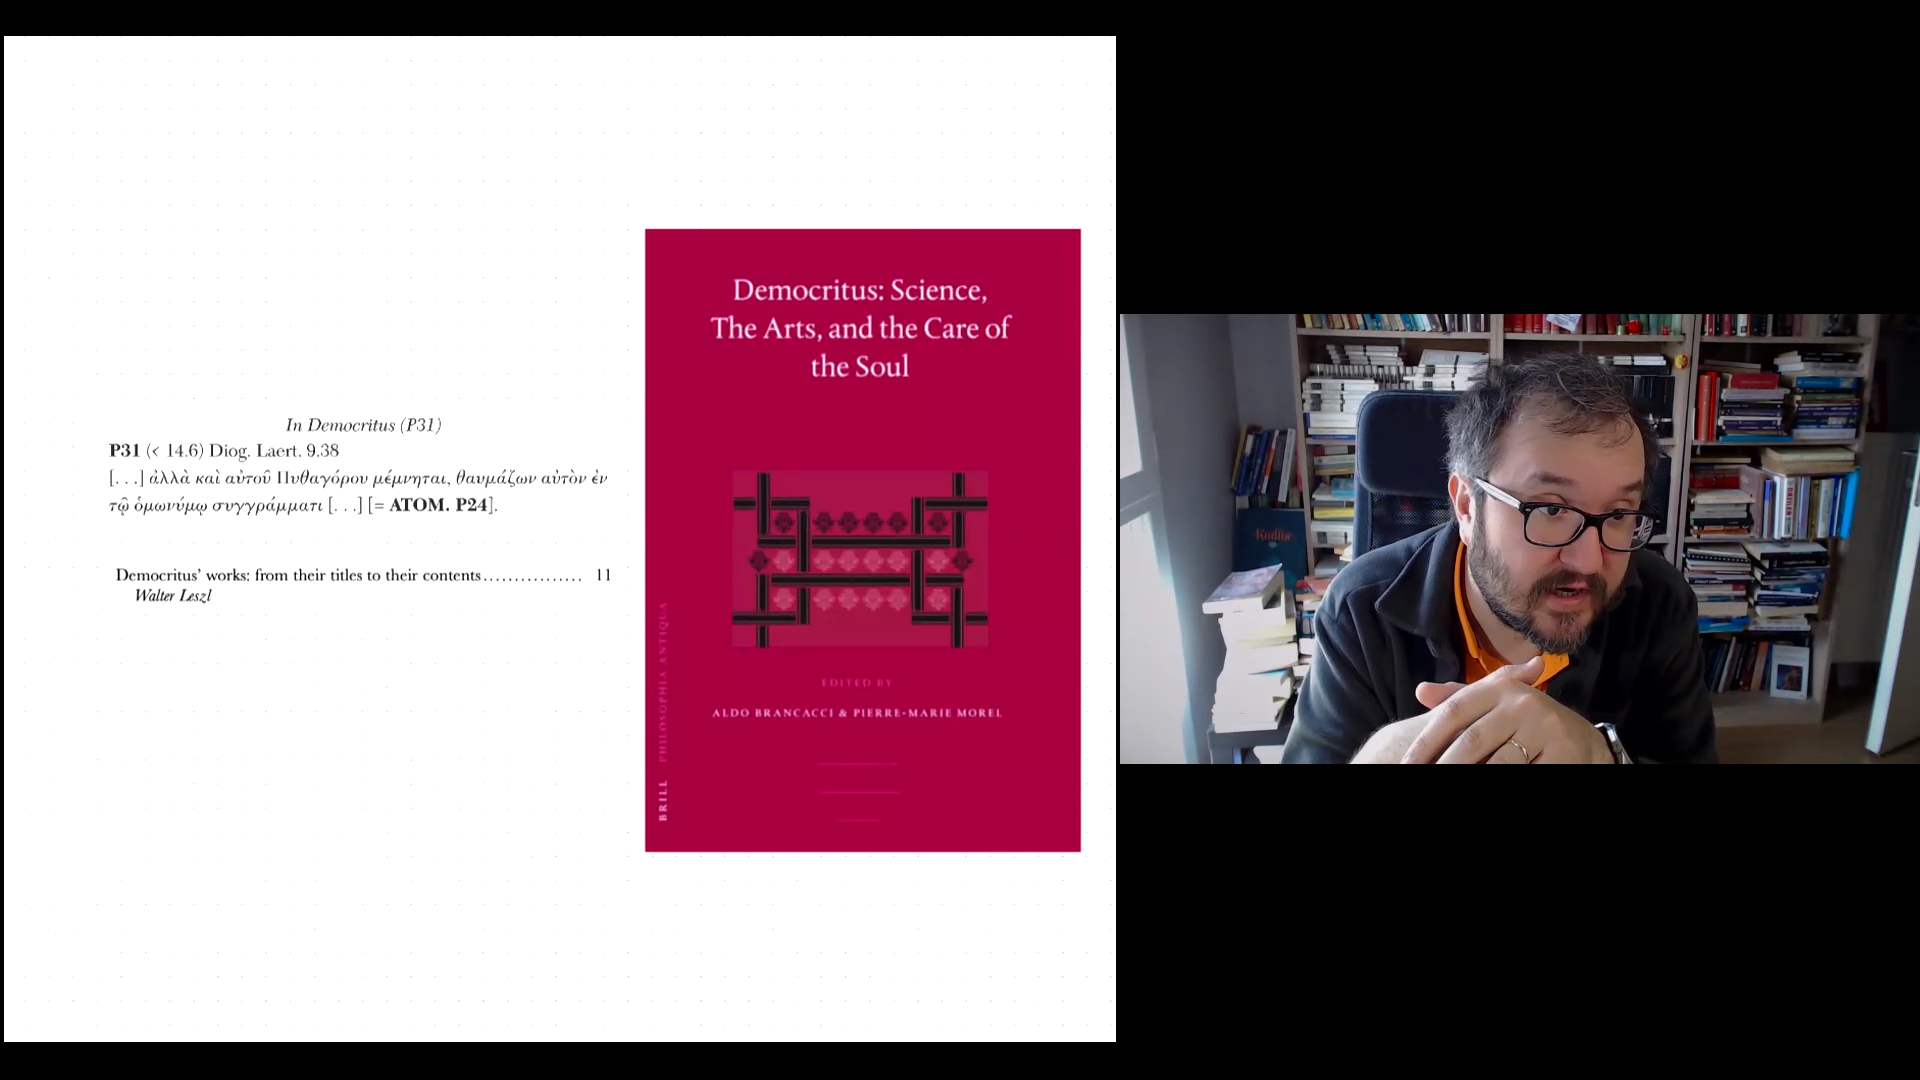 In Democritus (P31)
P31 (< 14.6) Diog. Laert. 9.38
[. . .] ἀλλὰ καὶ αὐτοῦ Πυθαγόρου μέμνηται, θαυμάζων αὐτὸν ἐν
τῷ ὁμωνύμῳ συγγράμματι [. . .] [= ATOM. P24].
Democritus’ works: from their titles to their contents................ 11
Walter Leszl
Democritus: Science,
The Arts, and the Care of
the Soul
EDITED BY
ALDO BRANCACCI & PIERRE-MARIE MOREL
BRILL PHILOSOPHIA ANTIQUA